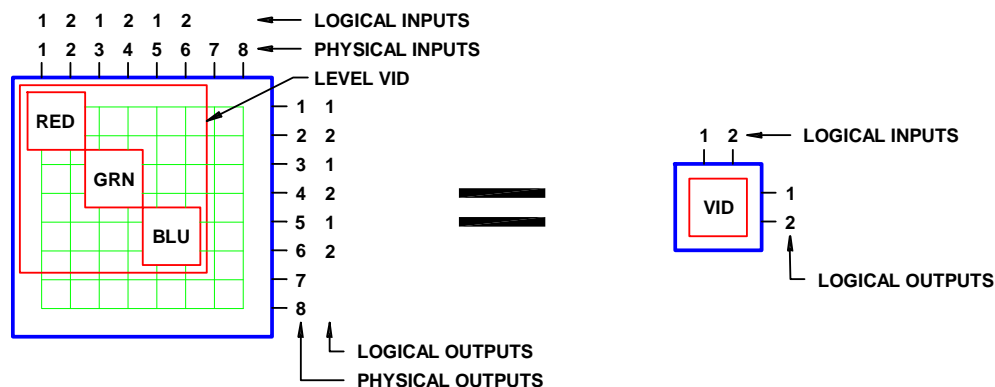 1 2 1 2 1 2 LOGICAL INPUTS
1 2 3 4 5 6 7 8 PHYSICAL INPUTS
LEVEL VID
RED
GRN
BLU
1 1
2 2
3 1
4 2
5 1
6 2
7
8
LOGICAL OUTPUTS
PHYSICAL OUTPUTS
1 2 LOGICAL INPUTS
VID
1
2
LOGICAL OUTPUTS